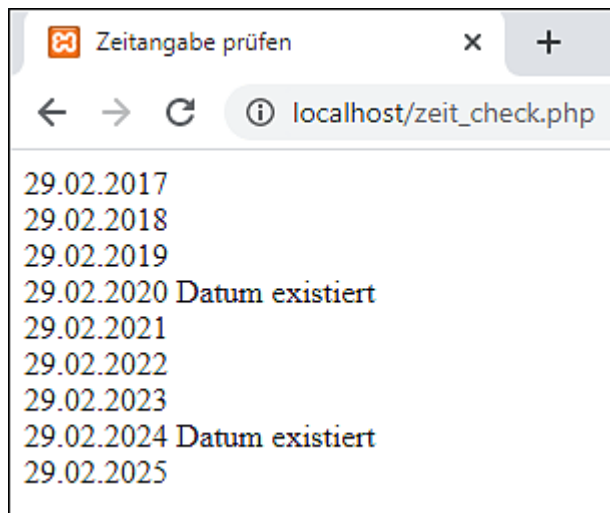 Zeitangabe prüfen
localhost/zeit_check.php
29.02.2017
29.02.2018
29.02.2019
29.02.2020 Datum existiert
29.02.2021
29.02.2022
29.02.2023
29.02.2024 Datum existiert
29.02.2025